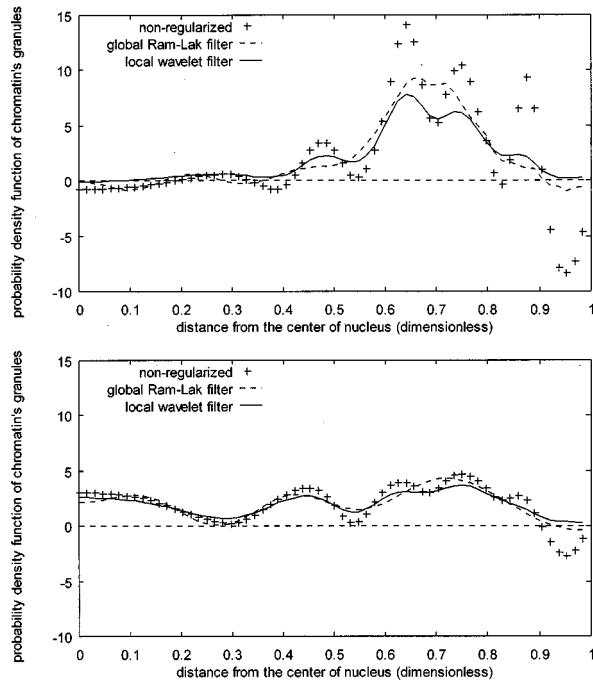 probability density function of chromatin's granules
15
10
5
0
-5
-10
non-regularized
global Ram-Lak filter
local wavelet filter
0 0.1 0.2 0.3 0.4 0.5 0.6 0.7 0.8 0.9 1
distance from the center of nucleus (dimensionless)
probability density function of chromatin's granules
15
10
5
0
-5
-10
non-regularized
global Ram-Lak filter
local wavelet filter
0 0.1 0.2 0.3 0.4 0.5 0.6 0.7 0.8 0.9 1
distance from the center of nucleus (dimensionless)